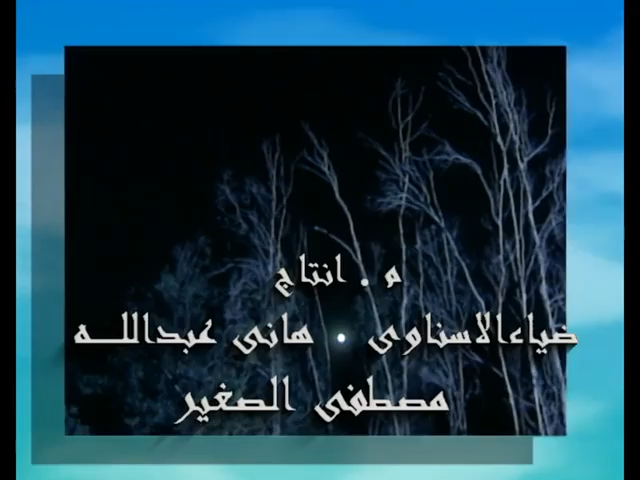 م . انتاج
ضياءالاسناوى . هانى عبدالله
مصطفى الصغير